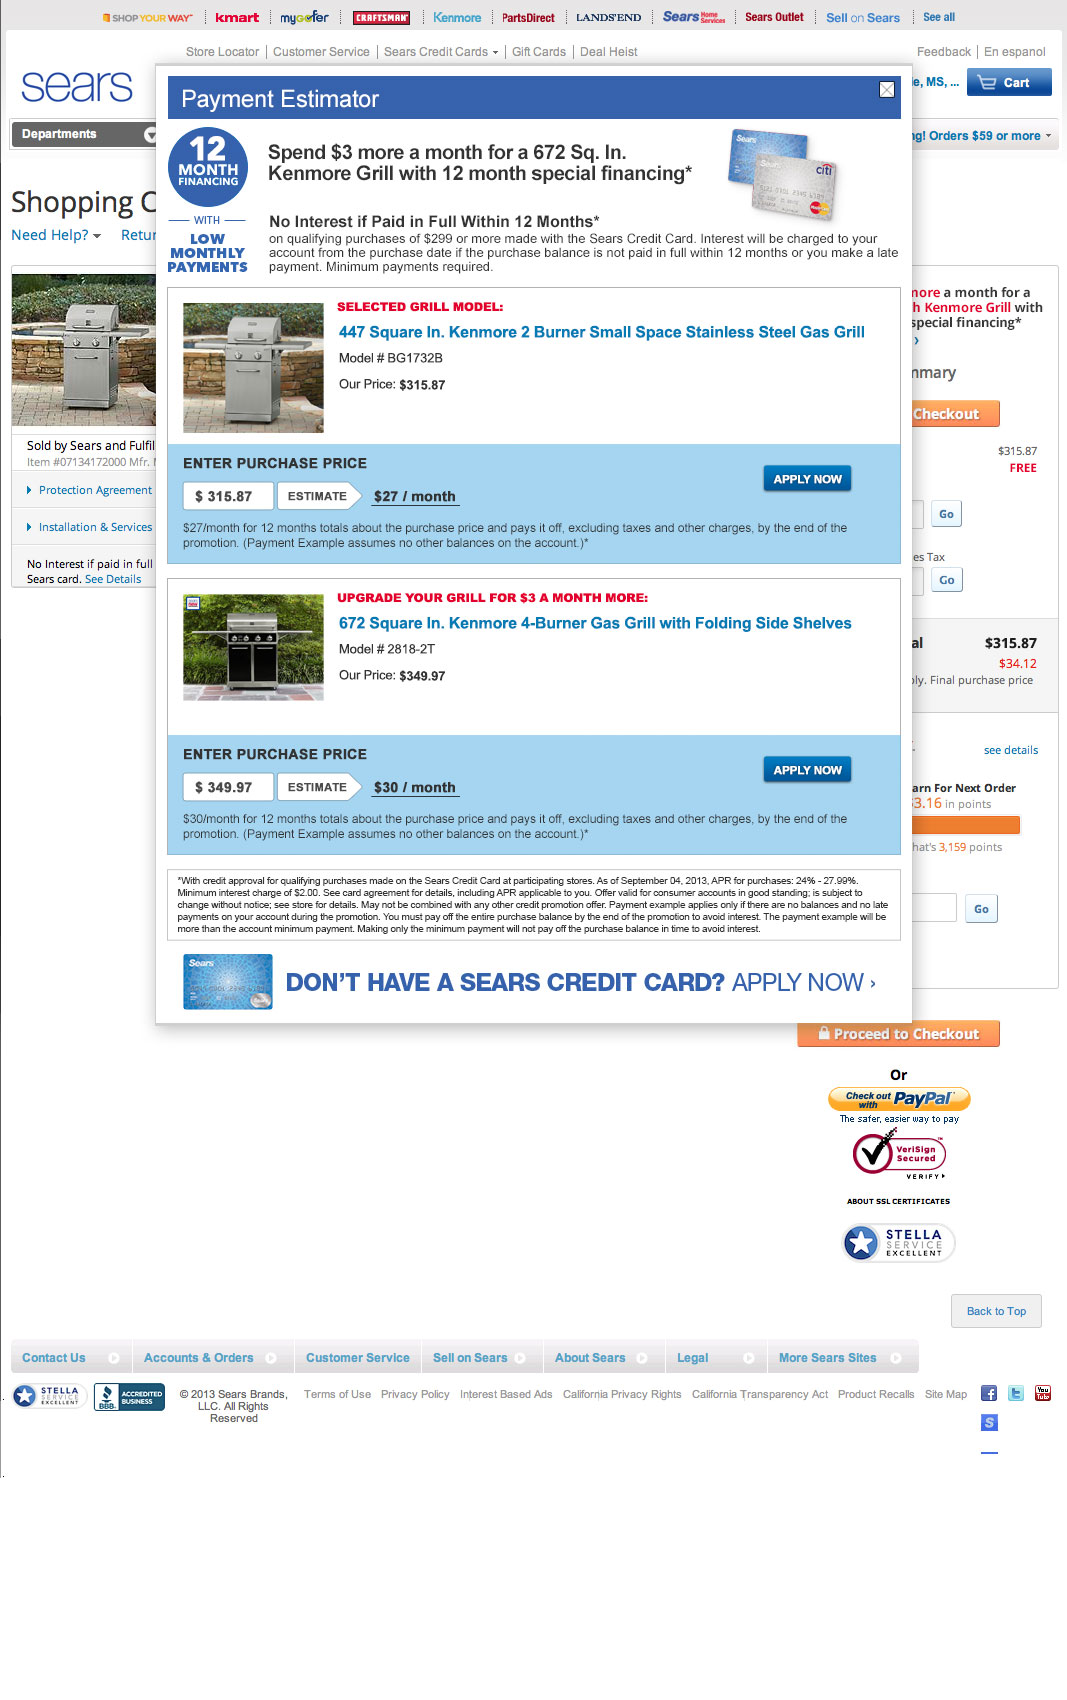 SHOP YOUR WAY kmart mygofer CRAFTSMAN Kenmore PartsDirect LANDS'END Sears Home Services Sears Outlet Sell on Sears See all
Store Locator Customer Service Sears Credit Cards Gift Cards Deal Heist Feedback En espanol
sears
ie, MS, ... Cart
Departments
ng! Orders $59 or more
Payment Estimator
12
MONTH
FINANCING
WITH
LOW
MONTHLY
PAYMENTS
Spend $3 more a month for a 672 Sq. In.
Kenmore Grill with 12 month special financing*
Sears
Sears citi
MasterCard
No Interest if Paid in Full Within 12 Months*
on qualifying purchases of $299 or more made with the Sears Credit Card. Interest will be charged to your
account from the purchase date if the purchase balance is not paid in full within 12 months or you make a late
payment. Minimum payments required.
Shopping C
Need Help? Retur
SELECTED GRILL MODEL:
447 Square In. Kenmore 2 Burner Small Space Stainless Steel Gas Grill
Model # BG1732B
Our Price: $315.87
ENTER PURCHASE PRICE
$ 315.87 ESTIMATE $27 / month
APPLY NOW
$27/month for 12 months totals about the purchase price and pays it off, excluding taxes and other charges, by the end of the
promotion. (Payment Example assumes no other balances on the account.)*
UPGRADE YOUR GRILL FOR $3 A MONTH MORE:
672 Square In. Kenmore 4-Burner Gas Grill with Folding Side Shelves
Model # 2818-2T
Our Price: $349.97
ENTER PURCHASE PRICE
$ 349.97 ESTIMATE $30 / month
APPLY NOW
$30/month for 12 months totals about the purchase price and pays it off, excluding taxes and other charges, by the end of the
promotion. (Payment Example assumes no other balances on the account.)*
*With credit approval for qualifying purchases made on the Sears Credit Card at participating stores. As of September 04, 2013, APR for purchases: 24% - 27.99%.
Minimum interest charge of $2.00. See card agreement for details, including APR applicable to you. Offer valid for consumer accounts in good standing; is subject to
change without notice; see store for details. May not be combined with any other credit promotion offer. Payment example applies only if there are no balances and no late
payments on your account during the promotion. You must pay off the entire purchase balance by the end of the promotion to avoid interest. The payment example will be
more than the account minimum payment. Making only the minimum payment will not pay off the purchase balance in time to avoid interest.
Sears
DON'T HAVE A SEARS CREDIT CARD? APPLY NOW ›
Sold by Sears and Fulfil
Item #07134172000 Mfr. M
Protection Agreement
Installation & Services
No Interest if paid in full
Sears card. See Details
more a month for a
h Kenmore Grill with
special financing*
›
mmary
Checkout
$315.87
FREE
Go
es Tax
Go
al $315.87
$34.12
ply. Final purchase price
see details
arn For Next Order
3.16 in points
hat's 3,159 points
Go
Proceed to Checkout
Or
Check out with PayPal
The safer, easier way to pay
VeriSign
Secured
VERIFY
ABOUT SSL CERTIFICATES
STELLA
SERVICE
EXCELLENT
Back to Top
Contact Us Accounts & Orders Customer Service Sell on Sears About Sears Legal More Sears Sites
STELLA
SERVICE
EXCELLENT
BBB. ACCREDITED
BUSINESS
© 2013 Sears Brands,
LLC. All Rights
Reserved
Terms of Use Privacy Policy Interest Based Ads California Privacy Rights California Transparency Act Product Recalls Site Map
f t You Tube
S